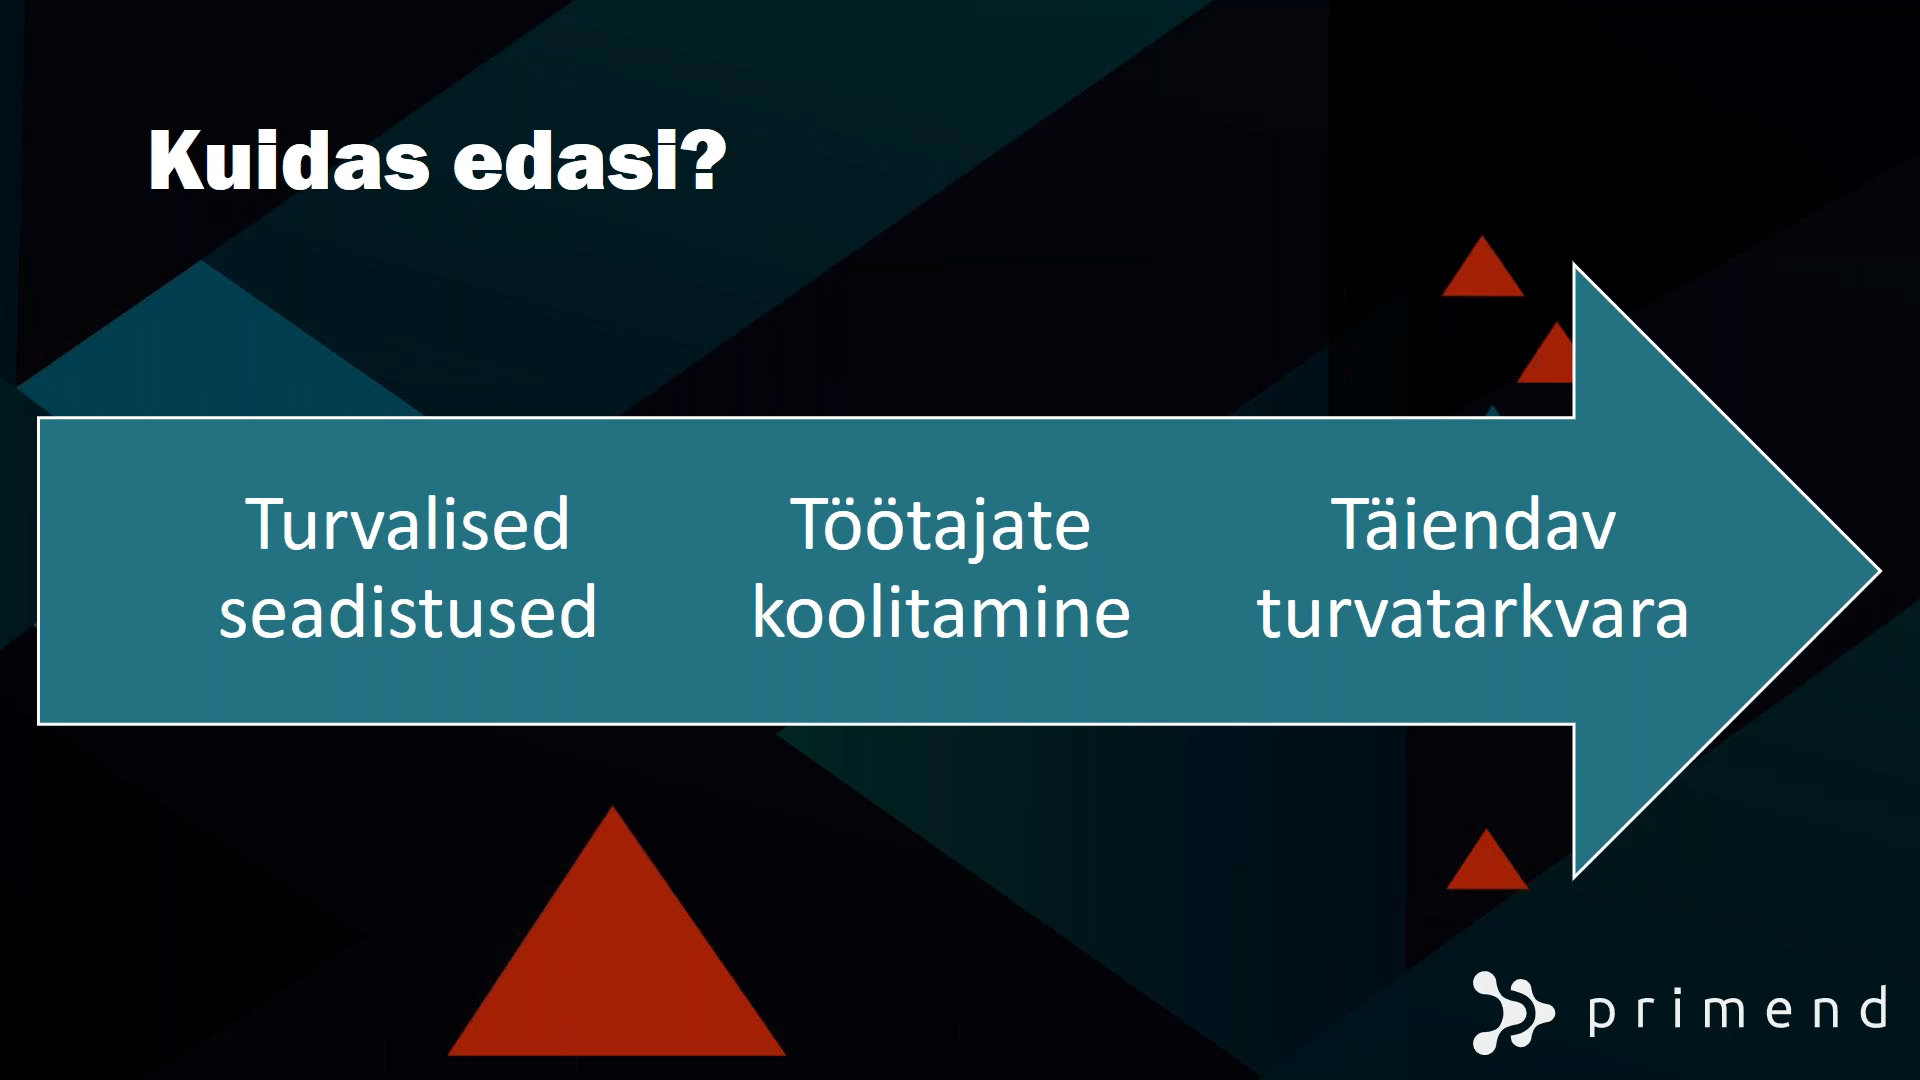 Kuidas edasi?
Turvalised
seadistused
Töötajate
koolitamine
Täiendav
turvatarkvara
primend